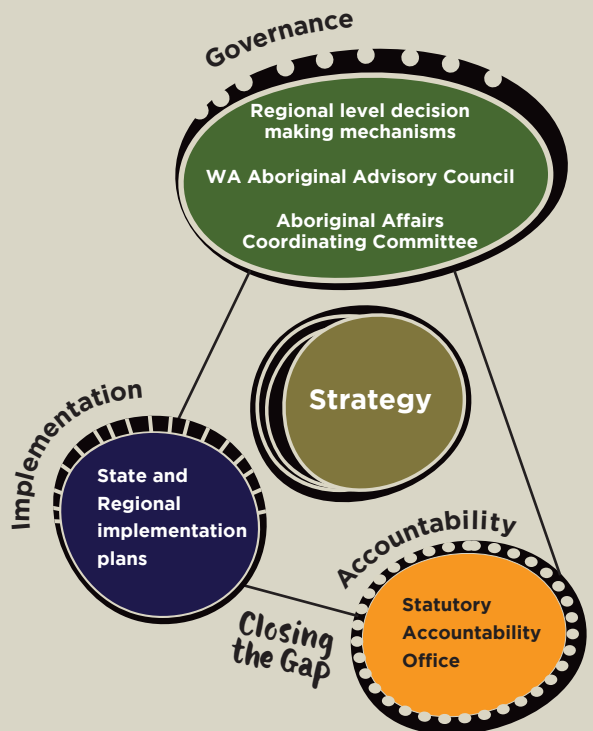 Governance
Regional level decision
making mechanisms
WA Aboriginal Advisory Council
Aboriginal Affairs
Coordinating Committee
Strategy
Implementation
State and
Regional
implementation
plans
Accountability
Statutory
Accountability
Office
Closing
the Gap